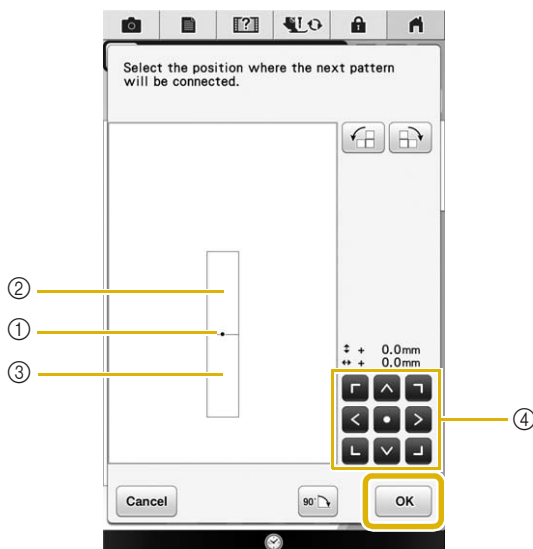 Select the position where the next pattern
will be connected.
②
①
③
+ 0.0mm
+ 0.0mm
④
Cancel
90°
OK